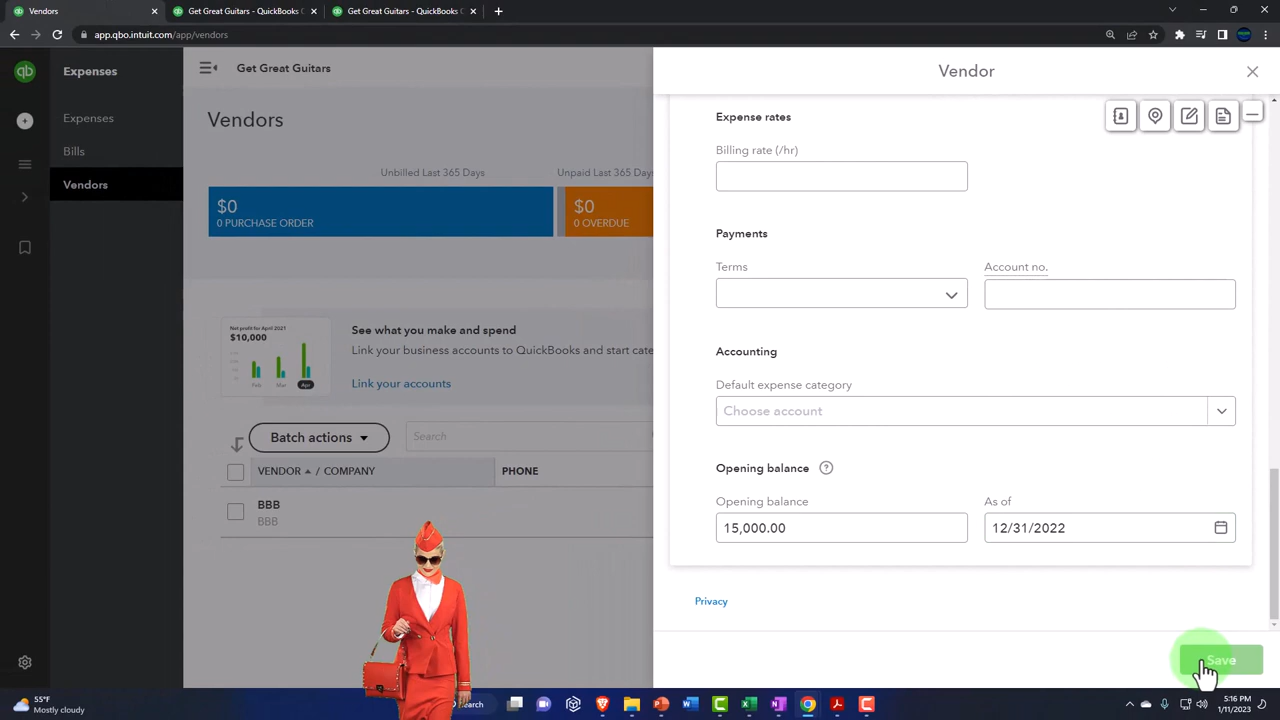 Vendors
Get Great Guitars - QuickBooks C
Get Great Guitars - QuickBooks C
app.qbo.intuit.com/app/vendors
qb
Expenses
Get Great Guitars
Vendor
Expenses
Bills
Vendors
Vendors
Unbilled Last 365 Days
Unpaid Last 365 Days
$0
0 PURCHASE ORDER
$0
0 OVERDUE
Net profit for April 2021
$10,000
Feb
Mar
Apr
See what you make and spend
Link your business accounts to QuickBooks and start cate
Link your accounts
Batch actions
Search
VENDOR / COMPANY
PHONE
BBB
BBB
Expense rates
Billing rate (/hr)
Payments
Terms
Account no.
Accounting
Default expense category
Choose account
Opening balance
Opening balance
As of
15,000.00
12/31/2022
Privacy
Save
55°F
Mostly cloudy
search
5:16 PM
1/11/2023